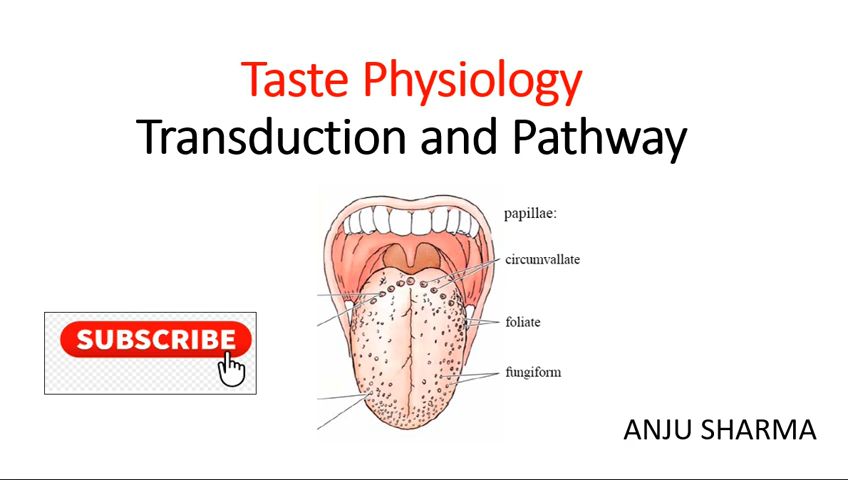 Taste Physiology
Transduction and Pathway
papillae:
circumvallate
foliate
fungiform
SUBSCRIBE
ANJU SHARMA